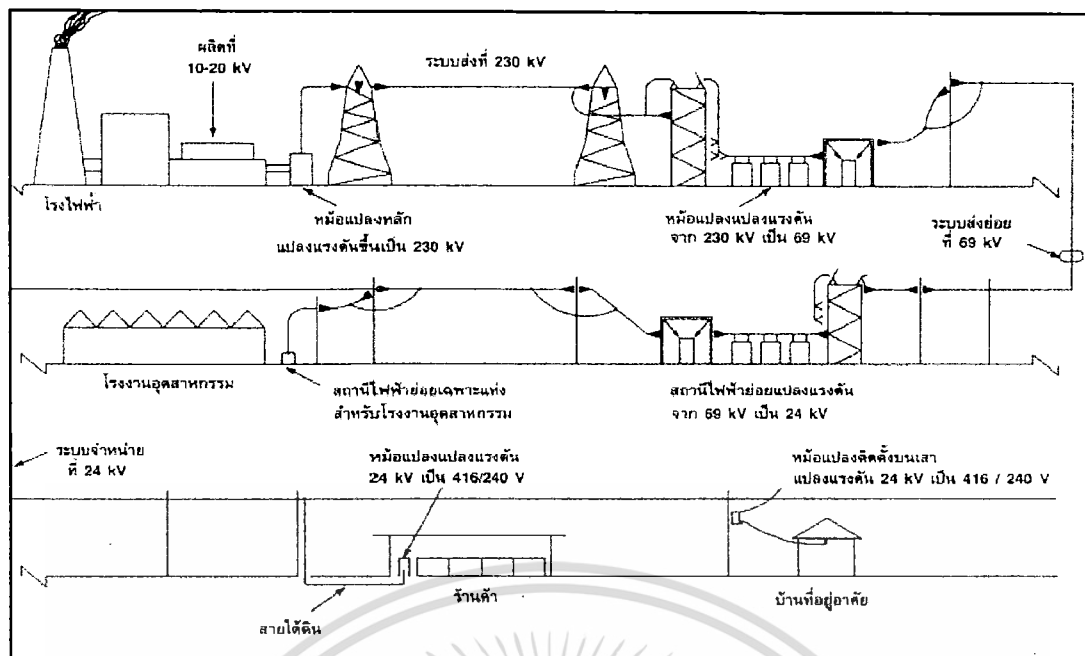 ผลิตที่
10-20 kV
ระบบส่งที่ 230 kV
โรงไฟฟ้า
หม้อแปลงหลัก
แปลงแรงดันขึ้นเป็น 230 kV
หม้อแปลงแปลงแรงดัน
จาก 230 kV เป็น 69 kV
ระบบส่งย่อย
ที่ 69 kV
โรงงานอุตสาหกรรม
สถานีไฟฟ้าย่อยเฉพาะแห่ง
สำหรับโรงงานอุตสาหกรรม
สถานีไฟฟ้าย่อยแปลงแรงดัน
จาก 69 kV เป็น 24 kV
ระบบจำหน่าย
ที่ 24 kV
หม้อแปลงแปลงแรงดัน
24 kV เป็น 416/240 V
หม้อแปลงติดตั้งบนเสา
แปลงแรงดัน 24 kV เป็น 416 / 240 V
สายใต้ดิน
ร้านค้า
บ้านที่อยู่อาศัย